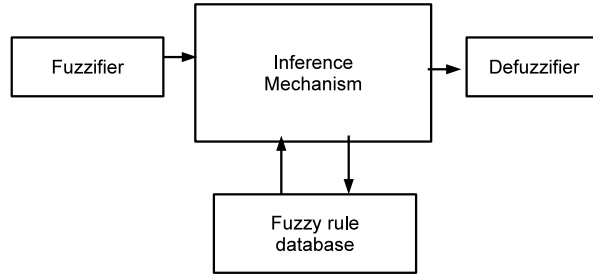 Fuzzifier
Inference
Mechanism
Defuzzifier
Fuzzy rule
database